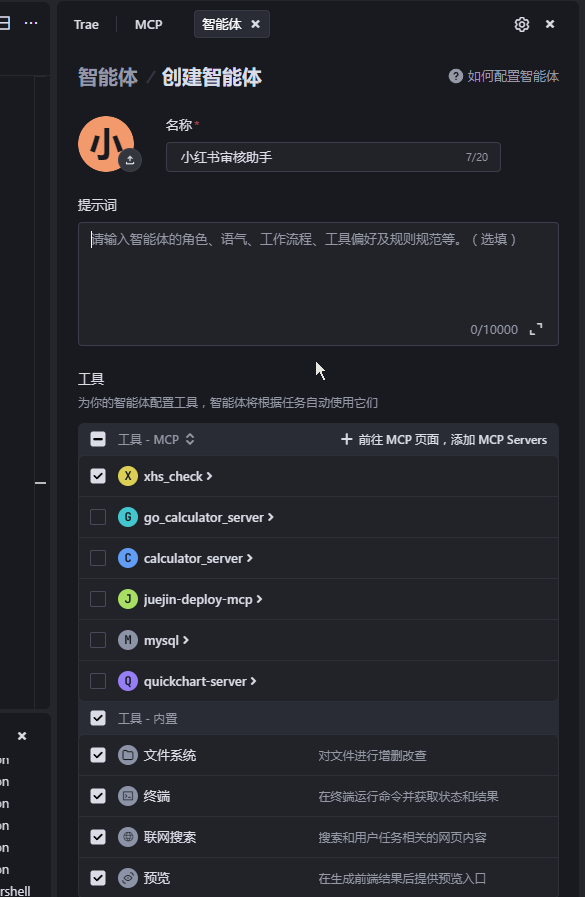 Trae
MCP
智能体
智能体 / 创建智能体
如何配置智能体
小
名称*
小红书审核助手
7/20
提示词
请输入智能体的角色、语气、工作流程、工具偏好及规则规范等。（选填）
0/10000
工具
为你的智能体配置工具，智能体将根据任务自动使用它们
工具 - MCP
前往 MCP 页面，添加 MCP Servers
X xhs_check
G go_calculator_server
C calculator_server
J juejin-deploy-mcp
M mysql
Q quickchart-server
工具 - 内置
文件系统 对文件进行增删改查
终端 在终端运行命令并获取状态和结果
联网搜索 搜索和用户任务相关的网页内容
预览 在生成前端结果后提供预览入口
on
on
on
on
on
on
rshell